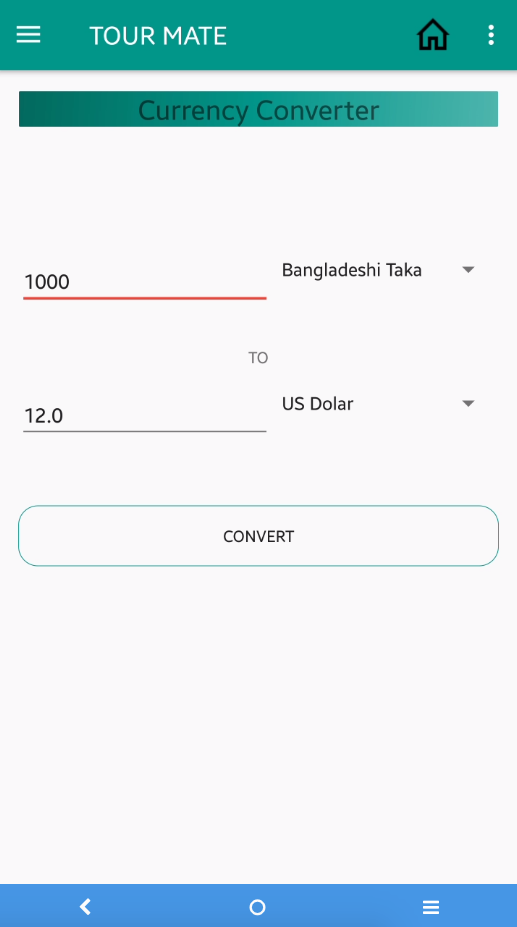 TOUR MATE
Currency Converter
1000
Bangladeshi Taka
TO
12.0
US Dolar
CONVERT